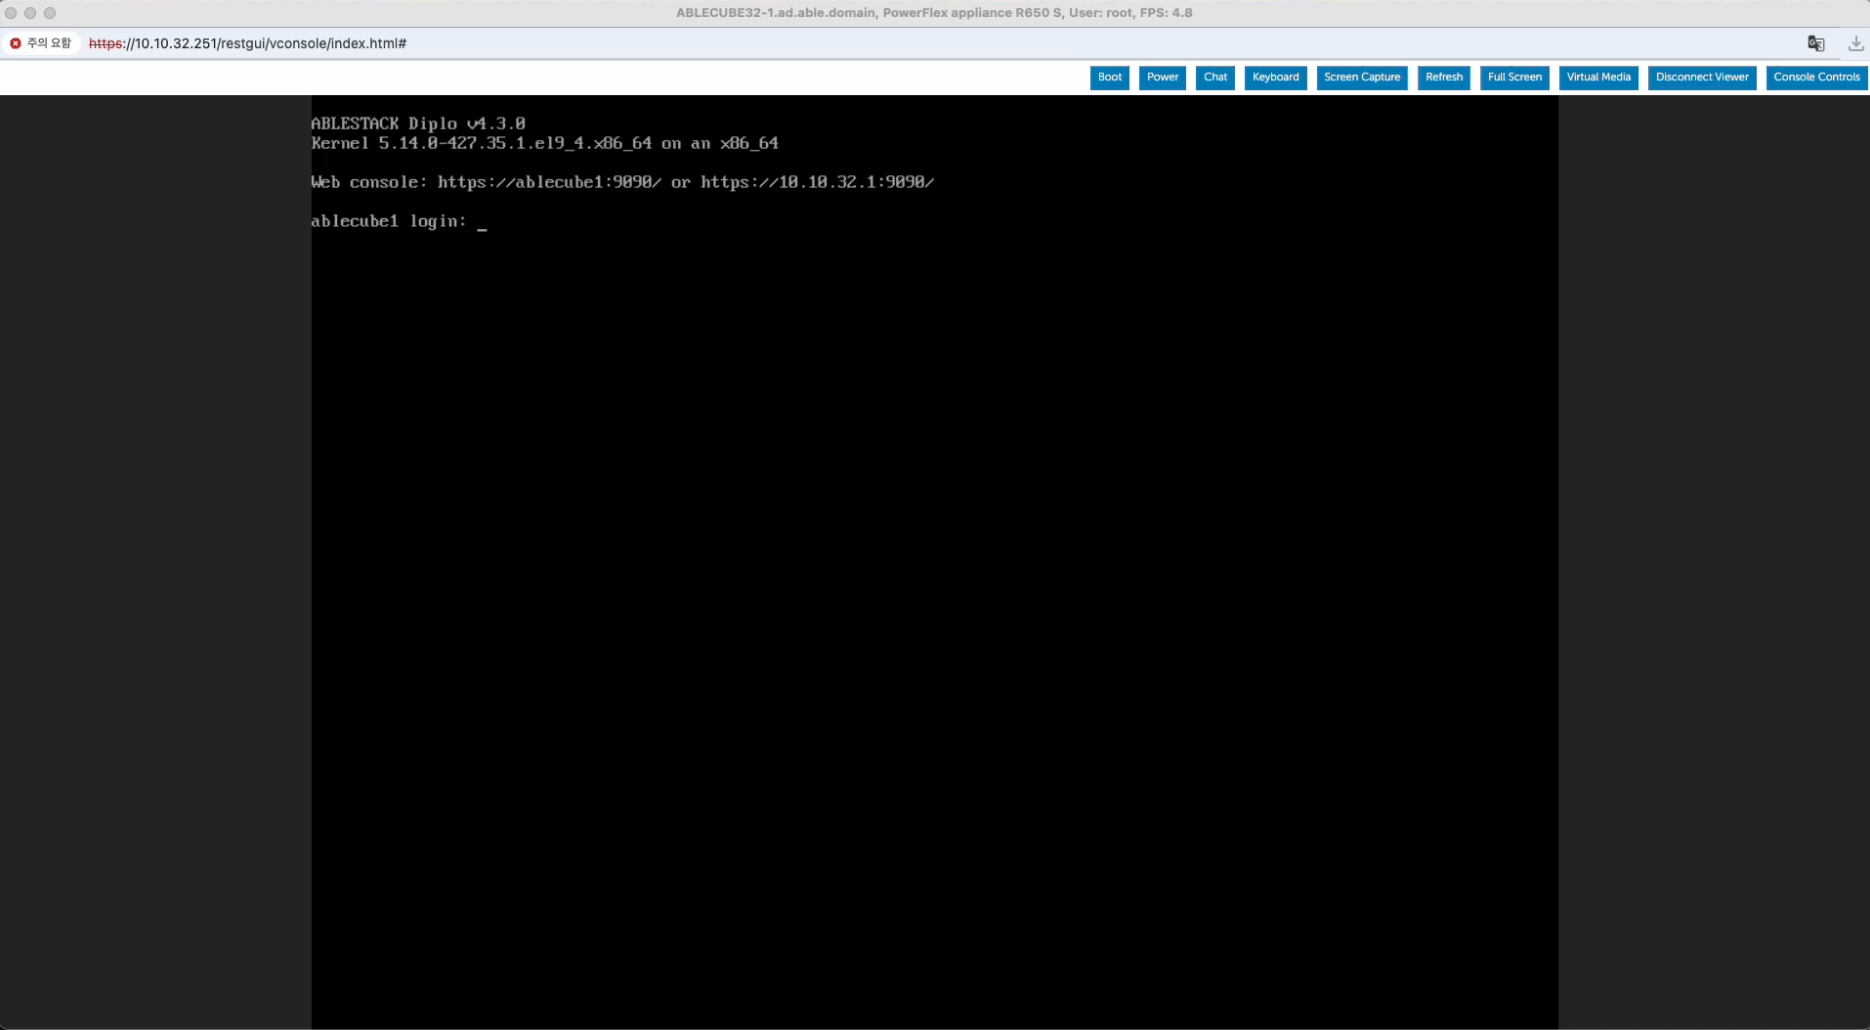 ABLECUBE32-1.ad.able.domain, PowerFlex appliance R650 S, User: root, FPS: 4.8
주의 요함 https://10.10.32.251/restgui/vconsole/index.html#
Boot Power Chat Keyboard Screen Capture Refresh Full Screen Virtual Media Disconnect Viewer Console Controls
ABLESTACK Diplo v4.3.0
Kernel 5.14.0-427.35.1.el9_4.x86_64 on an x86_64
Web console: https://ablecube1:9090/ or https://10.10.32.1:9090/
ablecube1 login: _